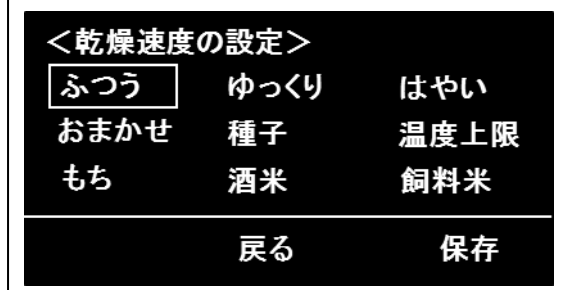 ＜乾燥速度の設定＞
ふつう ゆっくり はやい
おまかせ 種子 温度上限
もち 酒米 飼料米
戻る 保存